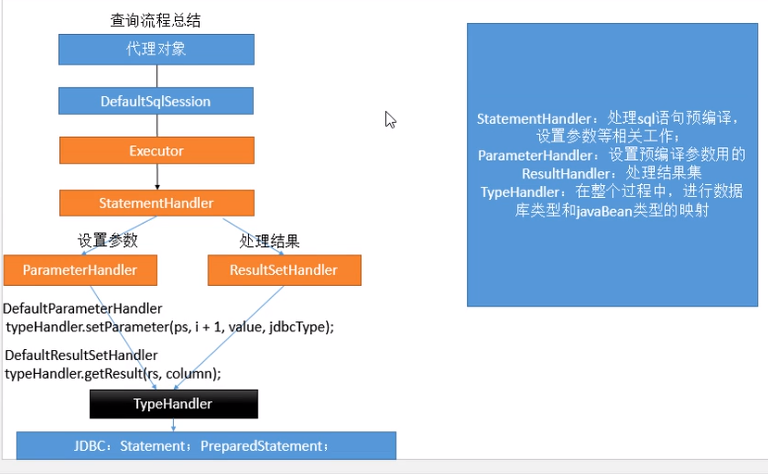 查询流程总结
代理对象
DefaultSqlSession
Executor
StatementHandler
设置参数
处理结果
ParameterHandler
ResultSetHandler
DefaultParameterHandler
typeHandler.setParameter(ps, i + 1, value, jdbcType);
DefaultResultSetHandler
typeHandler.getResult(rs, column);
TypeHandler
JDBC：Statement；PreparedStatement；
StatementHandler：处理sql语句预编译，
设置参数等相关工作；
ParameterHandler：设置预编译参数用的
ResultHandler：处理结果集
TypeHandler：在整个过程中，进行数据
库类型和javaBean类型的映射